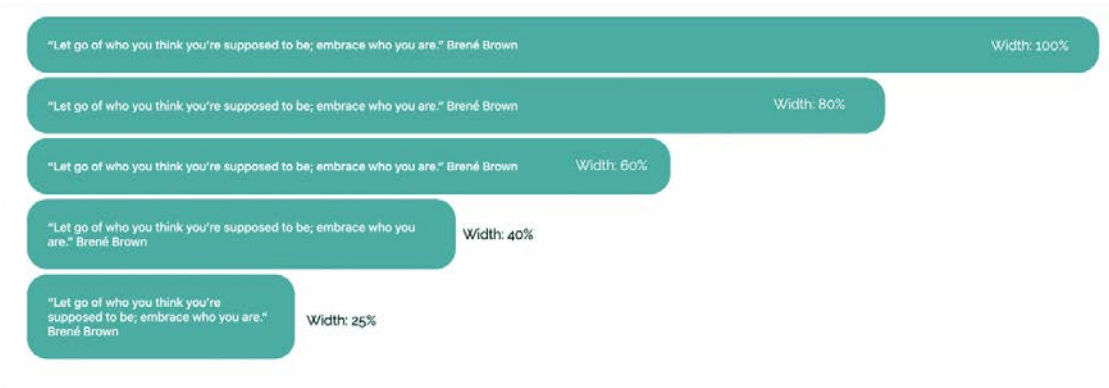 “Let go of who you think you’re supposed to be; embrace who you are.” Brené Brown Width: 100%
“Let go of who you think you’re supposed to be; embrace who you are.” Brené Brown Width: 80%
“Let go of who you think you’re supposed to be; embrace who you are.” Brené Brown Width: 60%
“Let go of who you think you’re supposed to be; embrace who you
are.” Brené Brown
Width: 40%
“Let go of who you think you’re
supposed to be; embrace who you are.”
Brené Brown
Width: 25%